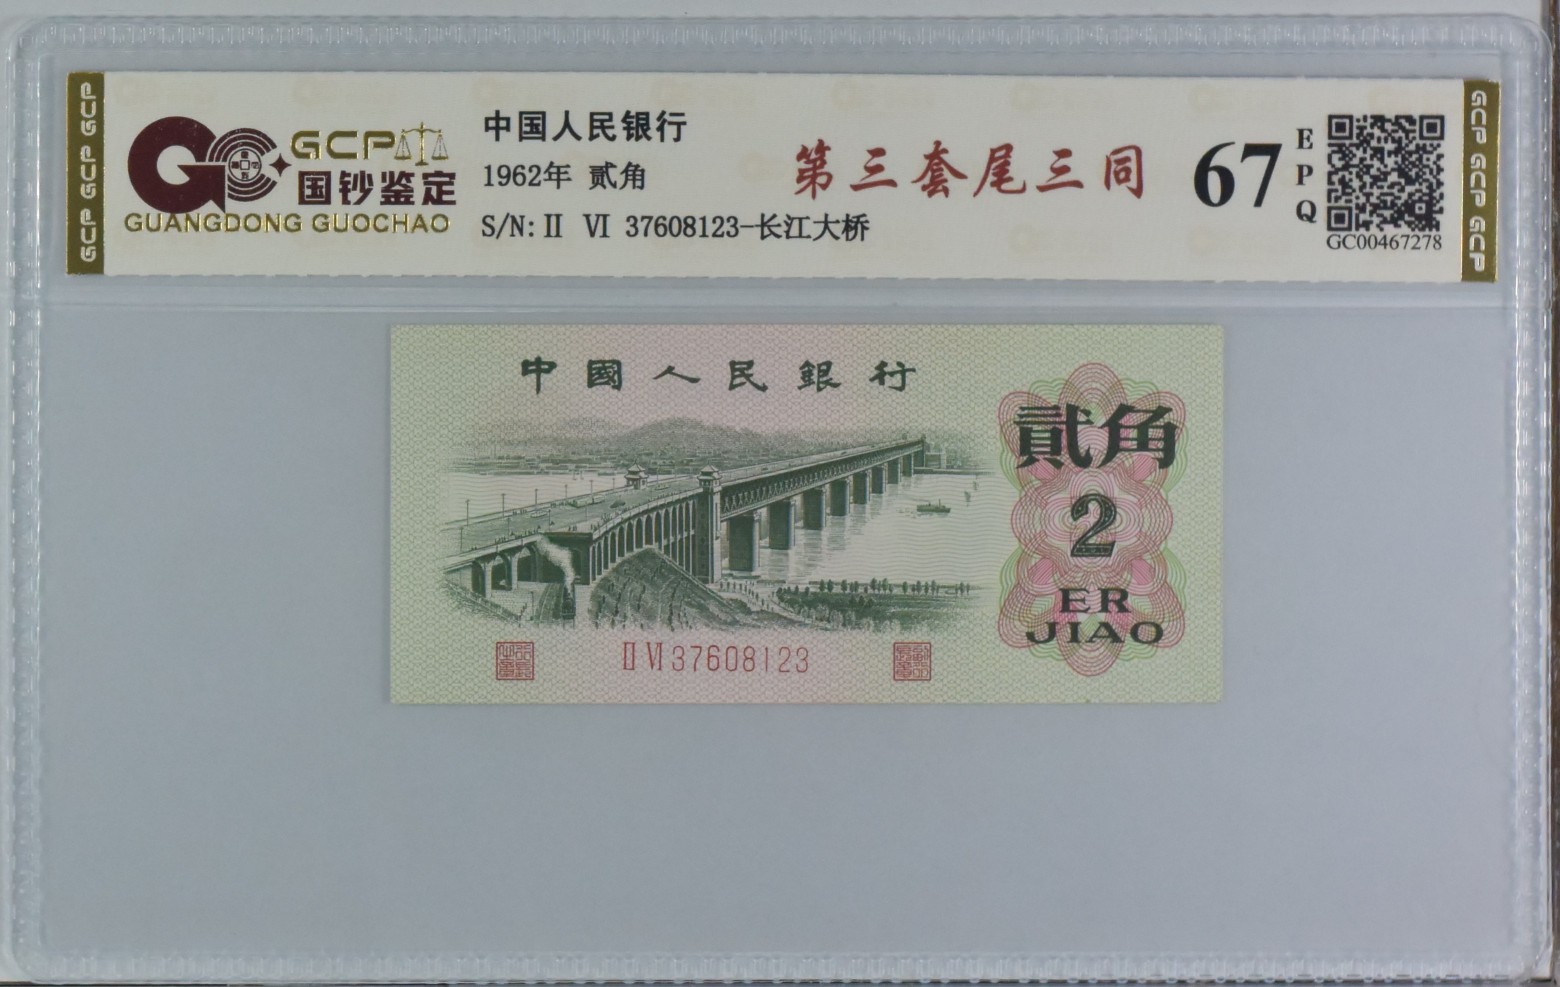 GCP GCP GCP
GCP
国钞鉴定
GUANGDONG GUOCHAO
中国人民银行
1962年 贰角
S/N: II VI 37608123-长江大桥
第三套尾三同
67
EPQ
GC00467278
GCP GCP GCP
中國人民銀行
貳角
2
ER
JIAO
II VI 37608123